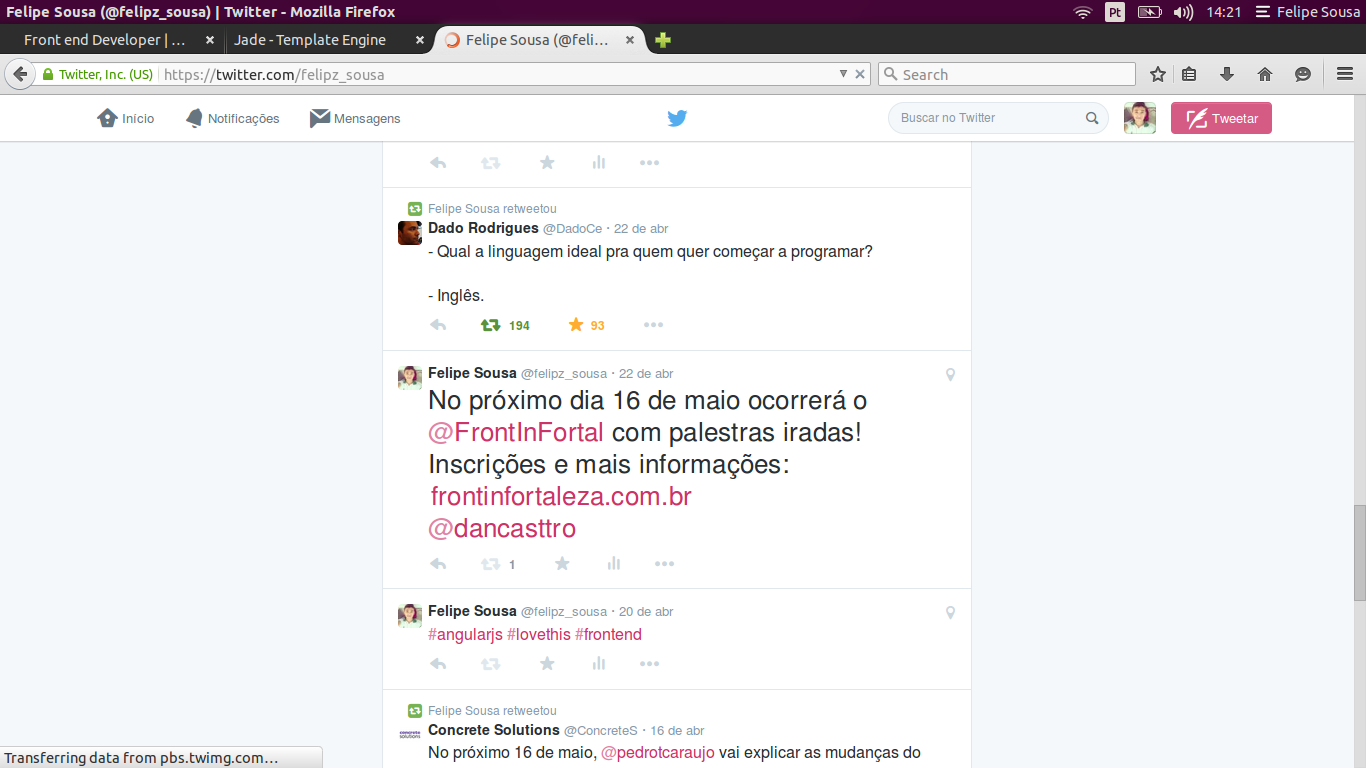 Felipe Sousa (@felipz_sousa) | Twitter - Mozilla Firefox
Pt
14:21
Felipe Sousa
Front end Developer | ...
Jade - Template Engine
Felipe Sousa (@feli...
Twitter, Inc. (US)
https://twitter.com/felipz_sousa
Search
Início
Notificações
Mensagens
Buscar no Twitter
Tweetar
Felipe Sousa retweetou
Dado Rodrigues @DadoCe · 22 de abr
- Qual a linguagem ideal pra quem quer começar a programar?
- Inglês.
194
93
Felipe Sousa @felipz_sousa · 22 de abr
No próximo dia 16 de maio ocorrerá o
@FrontInFortal com palestras iradas!
Inscrições e mais informações:
frontinfortaleza.com.br
@dancasttro
1
Felipe Sousa @felipz_sousa · 20 de abr
#angularjs #lovethis #frontend
Felipe Sousa retweetou
concrete
solutions
Concrete Solutions @ConcreteS · 16 de abr
No próximo 16 de maio, @pedrotcaraujo vai explicar as mudanças do
Transferring data from pbs.twimg.com...